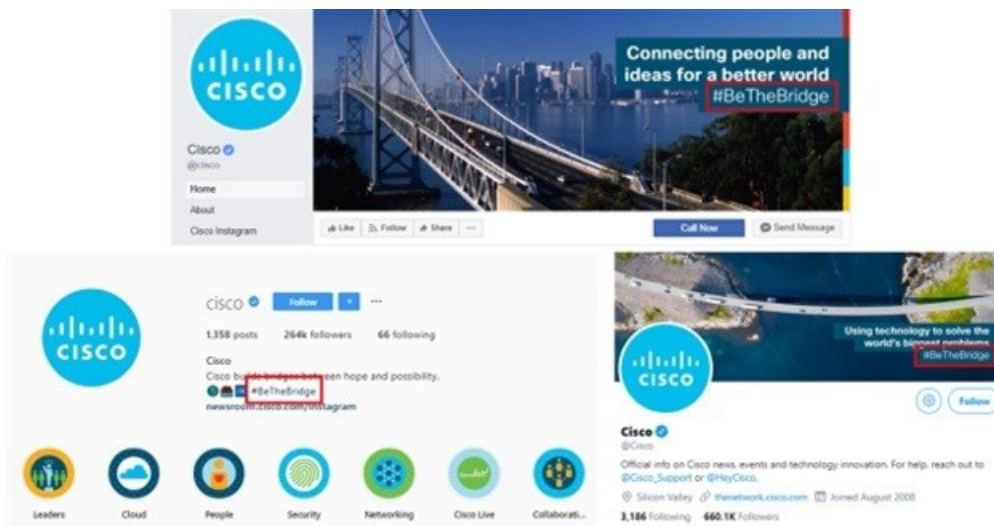 CISCO
Connecting people and
ideas for a better world
#BeTheBridge
Cisco
@cisco
Home
About
Cisco Instagram
Like Follow Share ...
Call Now
Send Message
CISCO
cisco Follow ...
1,358 posts 264k followers 66 following
Cisco
Cisco builds bridges between hope and possibility.
#BeTheBridge
newsroom.cisco.com/instagram
Leaders Cloud People Security Networking Cisco Live Collaborati...
Using technology to solve the
world's biggest problems
#BeTheBridge
CISCO
Follow
Cisco
@Cisco
Official info on Cisco news, events and technology innovation. For help, reach out to
@Cisco_Support or @HeyCisco.
Silicon Valley thenetwork.cisco.com Joined August 2008
3,186 Following 660.1K Followers